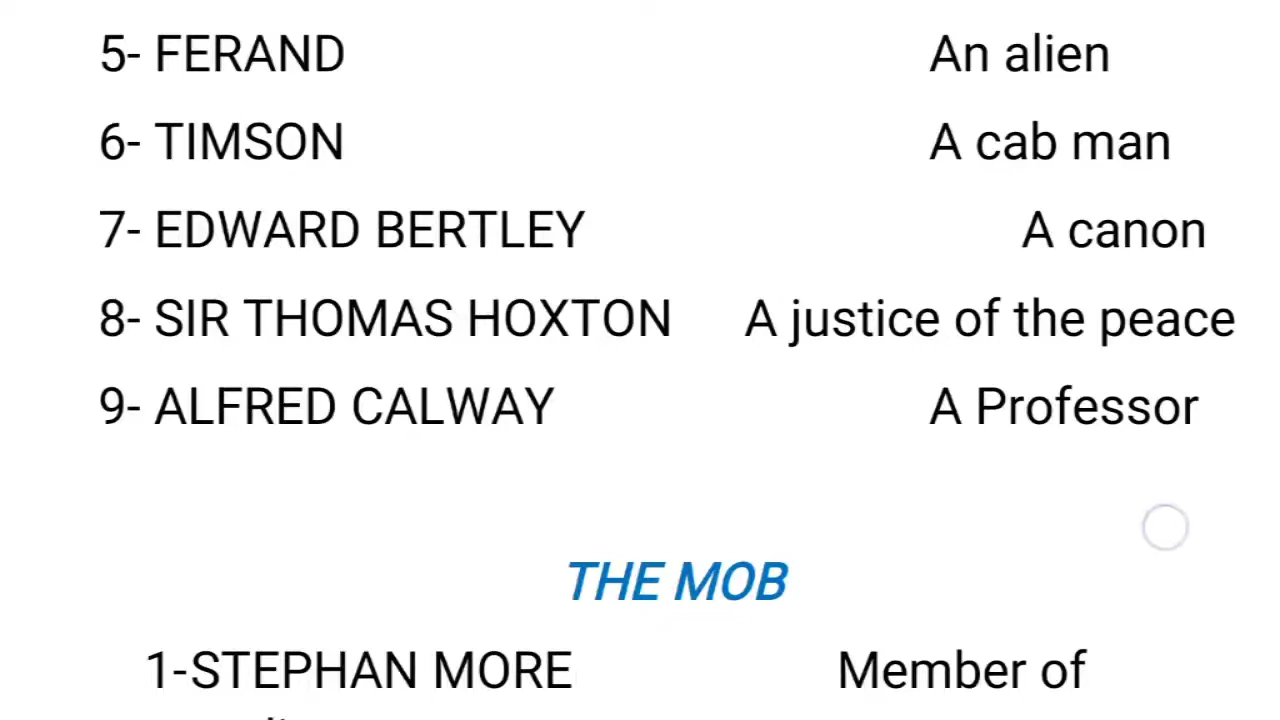 5- FERAND An alien
6- TIMSON A cab man
7- EDWARD BERTLEY A canon
8- SIR THOMAS HOXTON A justice of the peace
9- ALFRED CALWAY A Professor
THE MOB
1-STEPHAN MORE Member of